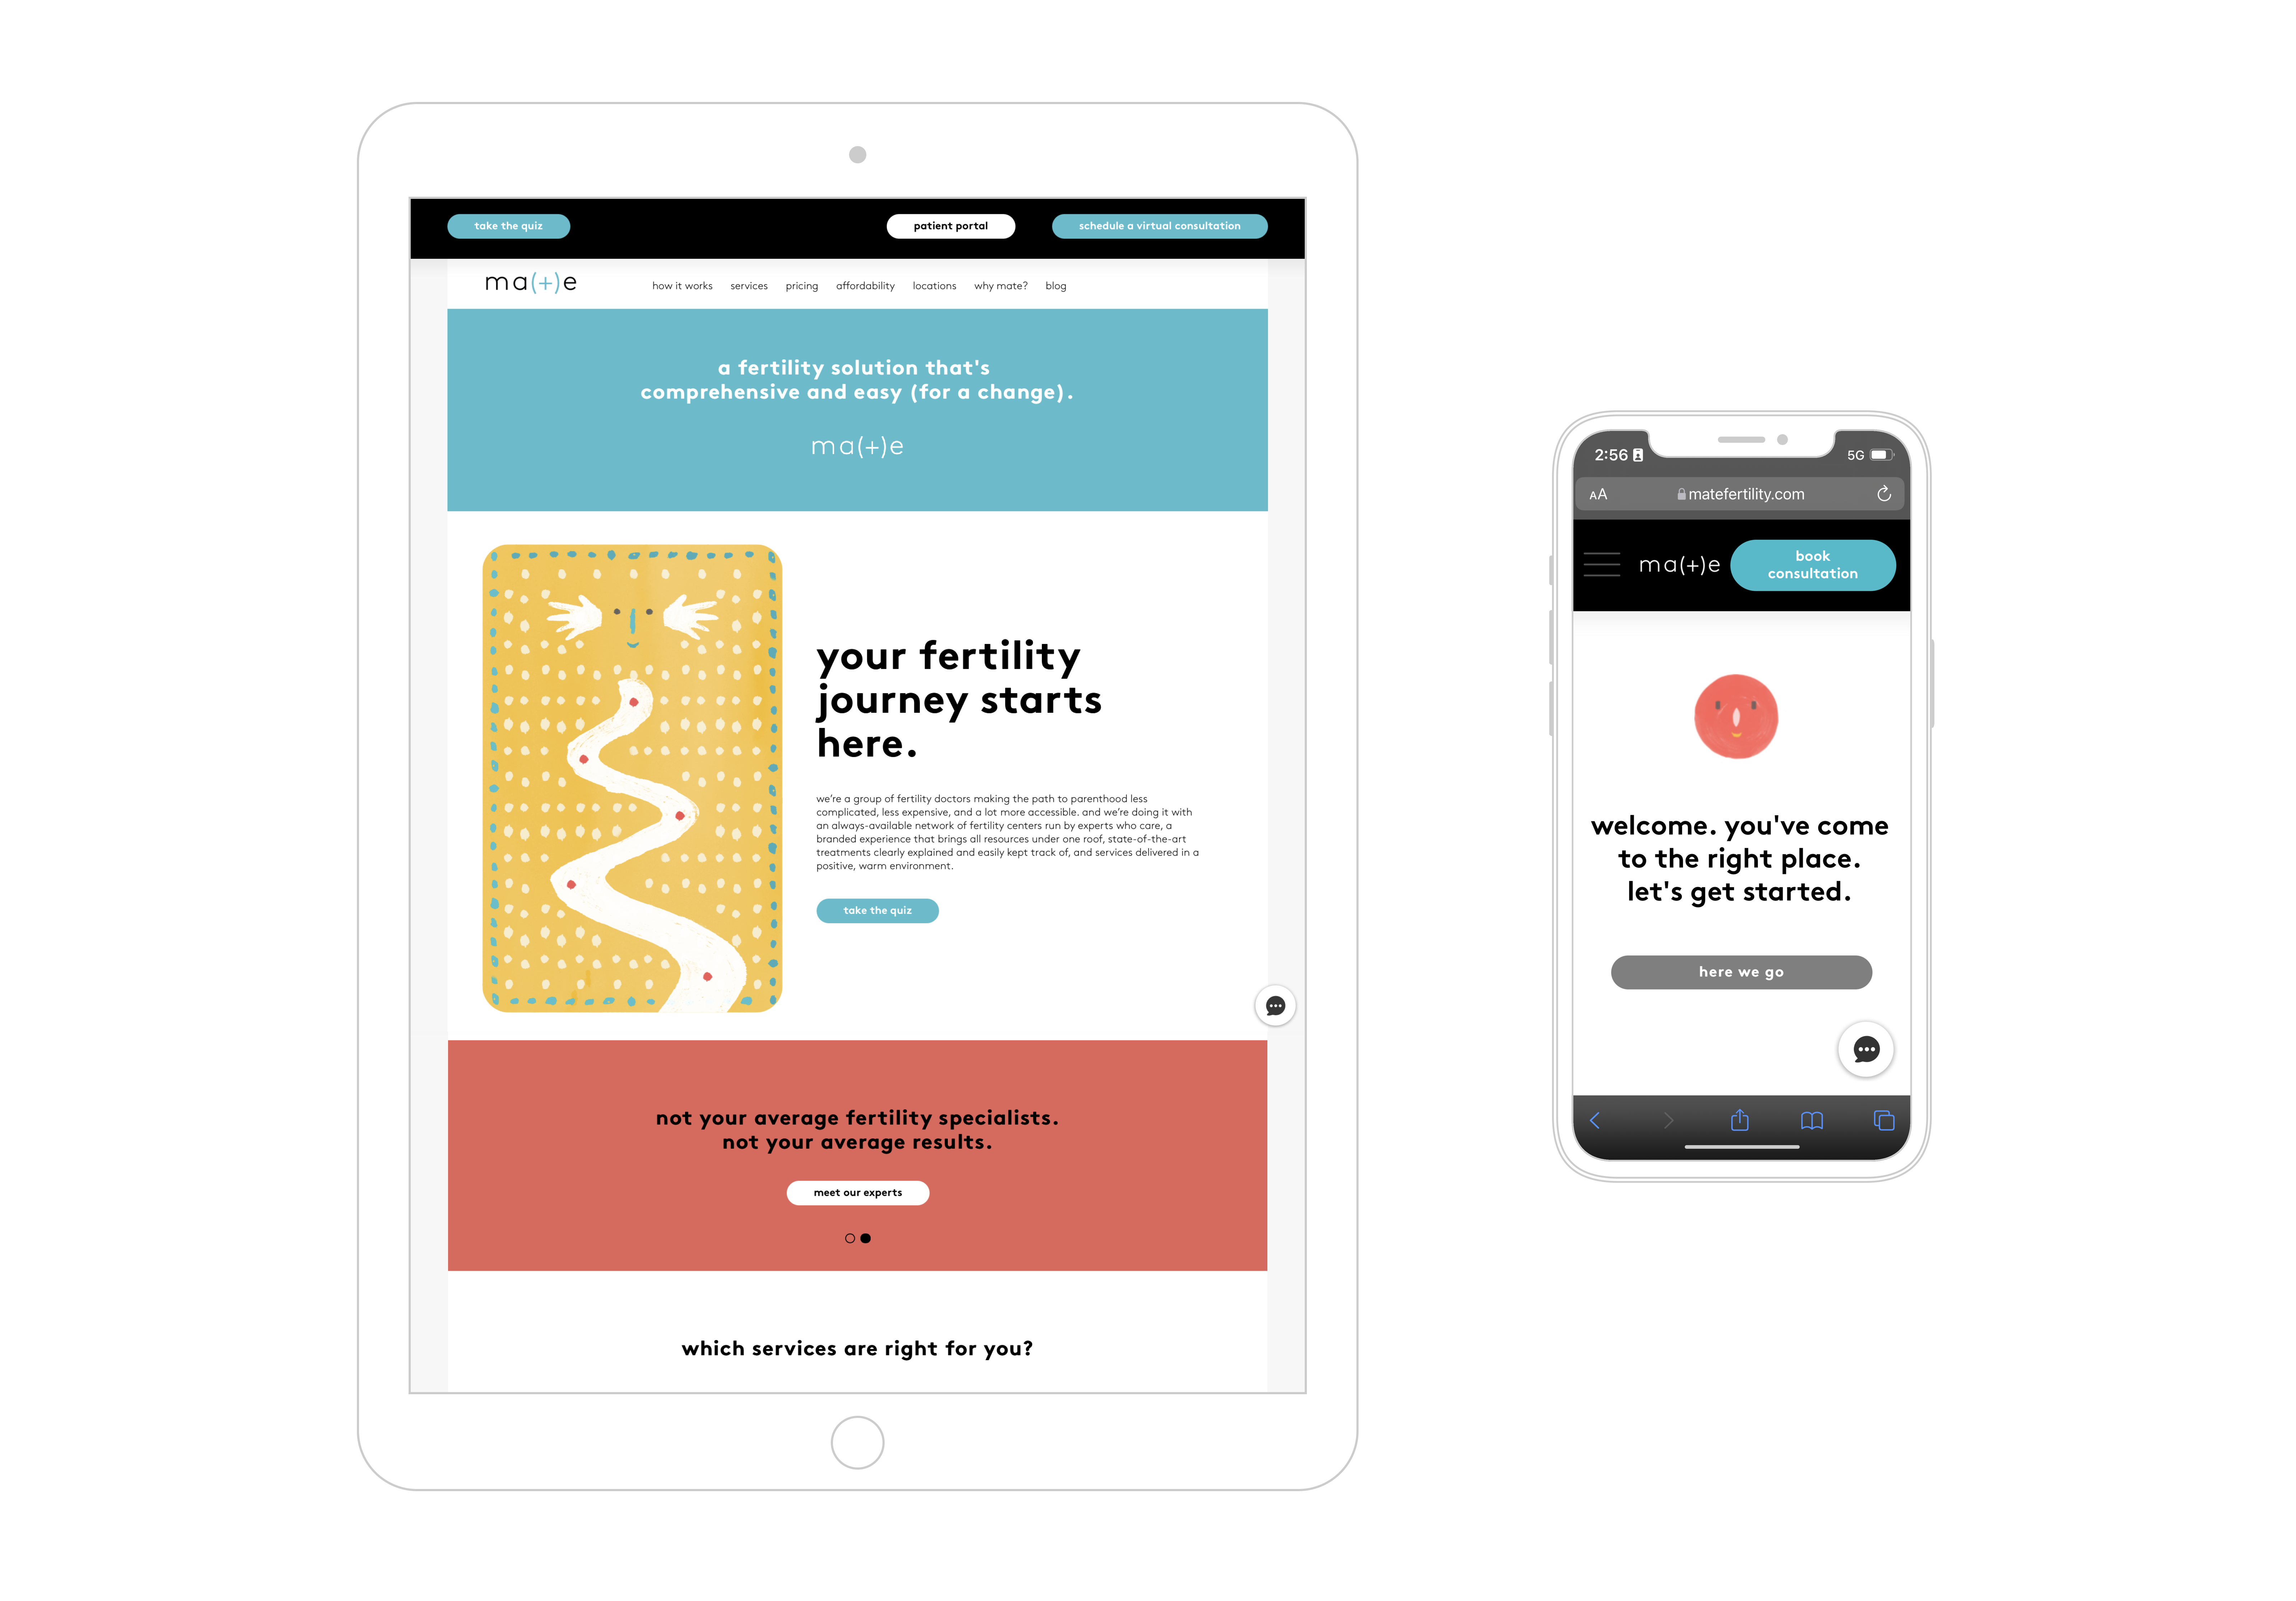 take the quiz
patient portal
schedule a virtual consultation
ma(+)e
how it works services pricing affordability locations why mate? blog
a fertility solution that's
comprehensive and easy (for a change).
ma(+)e
your fertility
journey starts
here.
we're a group of fertility doctors making the path to parenthood less
complicated, less expensive, and a lot more accessible. and we're doing it with
an always-available network of fertility centers run by experts who care, a
branded experience that brings all resources under one roof, state-of-the-art
treatments clearly explained and easily kept track of, and services delivered in a
positive, warm environment.
take the quiz
not your average fertility specialists.
not your average results.
meet our experts
which services are right for you?
2:56
5G
AA
matefertility.com
ma(+)e
book
consultation
welcome. you've come
to the right place.
let's get started.
here we go